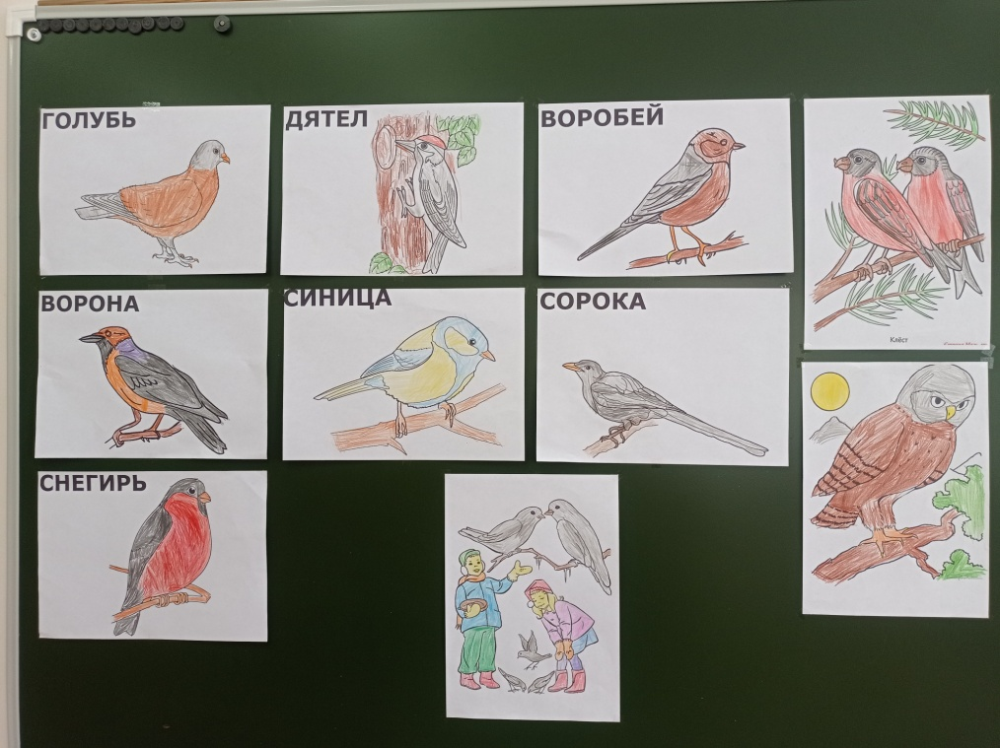 ГОЛУБЬ
ДЯТЕЛ
ВОРОБЕЙ
Клёст
ВОРОНА
СИНИЦА
СОРОКА
СНЕГИРЬ